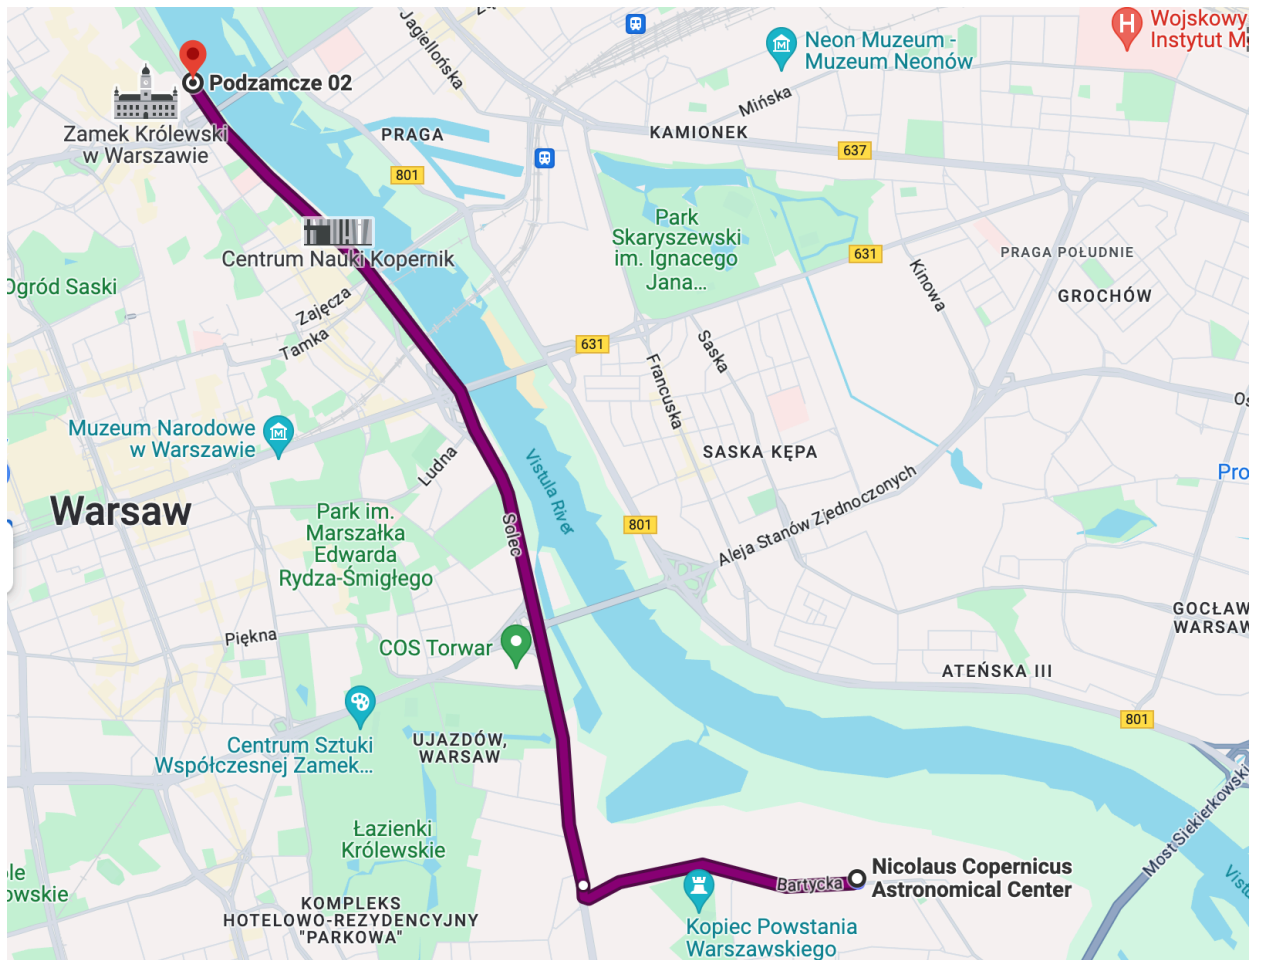 Jagiellońska
Wojskowy
Instytut M
Neon Muzeum -
Muzeum Neonów
Podzamcze 02
Mińska
Zamek Królewski
w Warszawie
PRAGA
KAMIONEK
637
801
Park
Skaryszewski
im. Ignacego
Jana...
631
PRAGA POŁUDNIE
Centrum Nauki Kopernik
Kinowa
Ogród Saski
GROCHÓW
Zajęcza
Tamka
631
Saska
Francuska
Muzeum Narodowe
w Warszawie
Ludna
SASKA KĘPA
Vistula River
Pro
Warsaw
Park im.
Marszałka
Edwarda
Rydza-Śmigłego
Solec
801
Aleja Stanów Zjednoczonych
GOCŁAW
WARSAW
Piękna
COS Torwar
ATEŃSKA III
801
Centrum Sztuki
Współczesnej Zamek...
UJAZDÓW,
WARSAW
Most Siekierkowski
Łazienki
Królewskie
ole
owskie
Bartycka
Nicolaus Copernicus
Astronomical Center
Vistu
KOMPLEKS
HOTELOWO-REZYDENCYJNY
"PARKOWA"
Kopiec Powstania
Warszawskiego